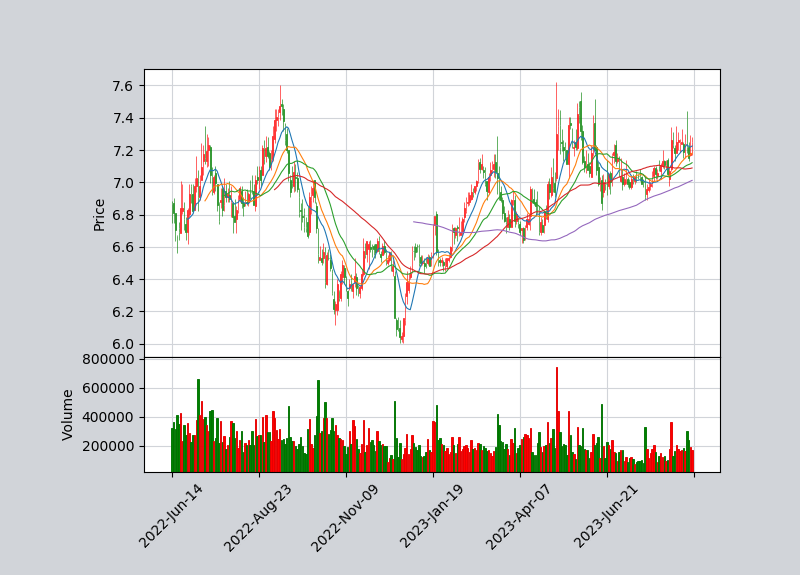 7.6
7.4
7.2
7.0
6.8
6.6
6.4
6.2
6.0
Price
800000
600000
400000
200000
Volume
2022-Jun-14
2022-Aug-23
2022-Nov-09
2023-Jan-19
2023-Apr-07
2023-Jun-21